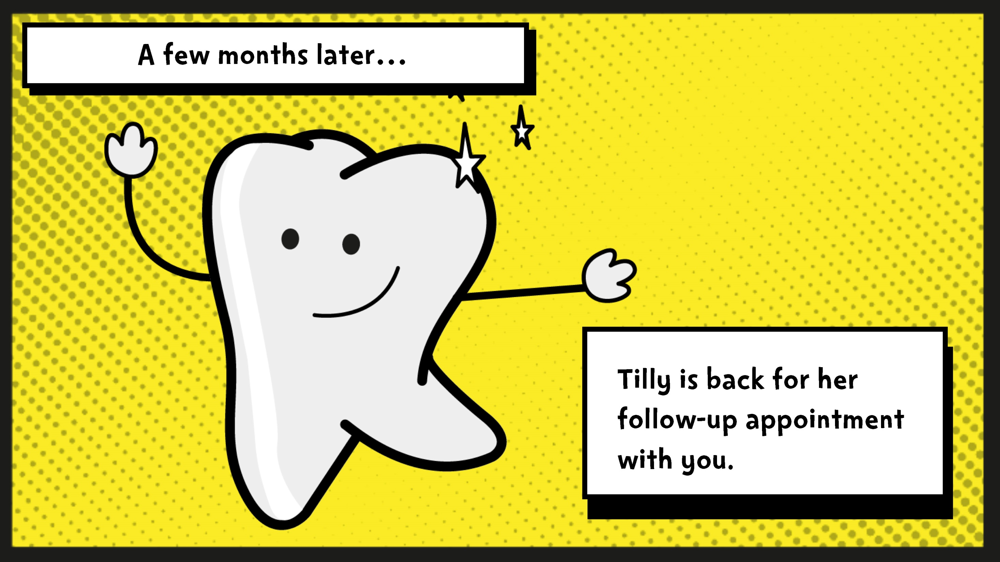 A few months later...
Tilly is back for her
follow-up appointment
with you.